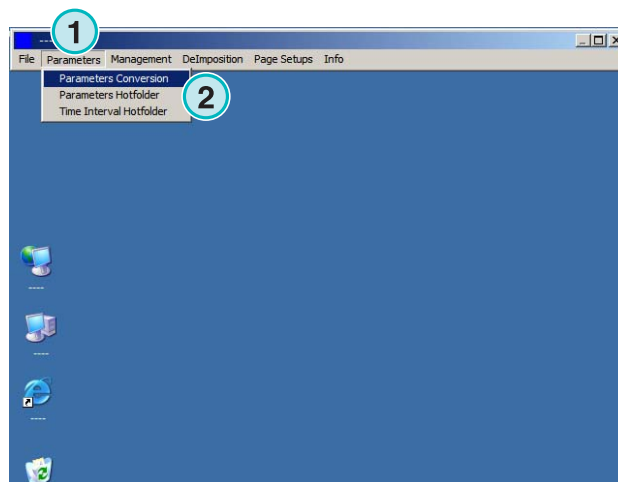 1
----
File Parameters Management DeImposition Page Setups Info
Parameters Conversion
Parameters Hotfolder
2
Time Interval Hotfolder
----
----
----